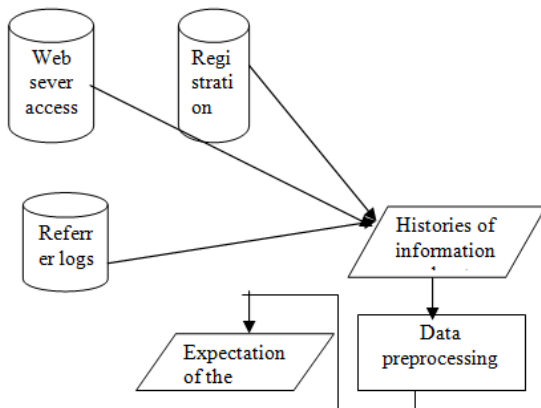 Web
sever
access
Regi
strati
on
Referr
er logs
Histories of
information
Data
preprocessing
Expectation
of the